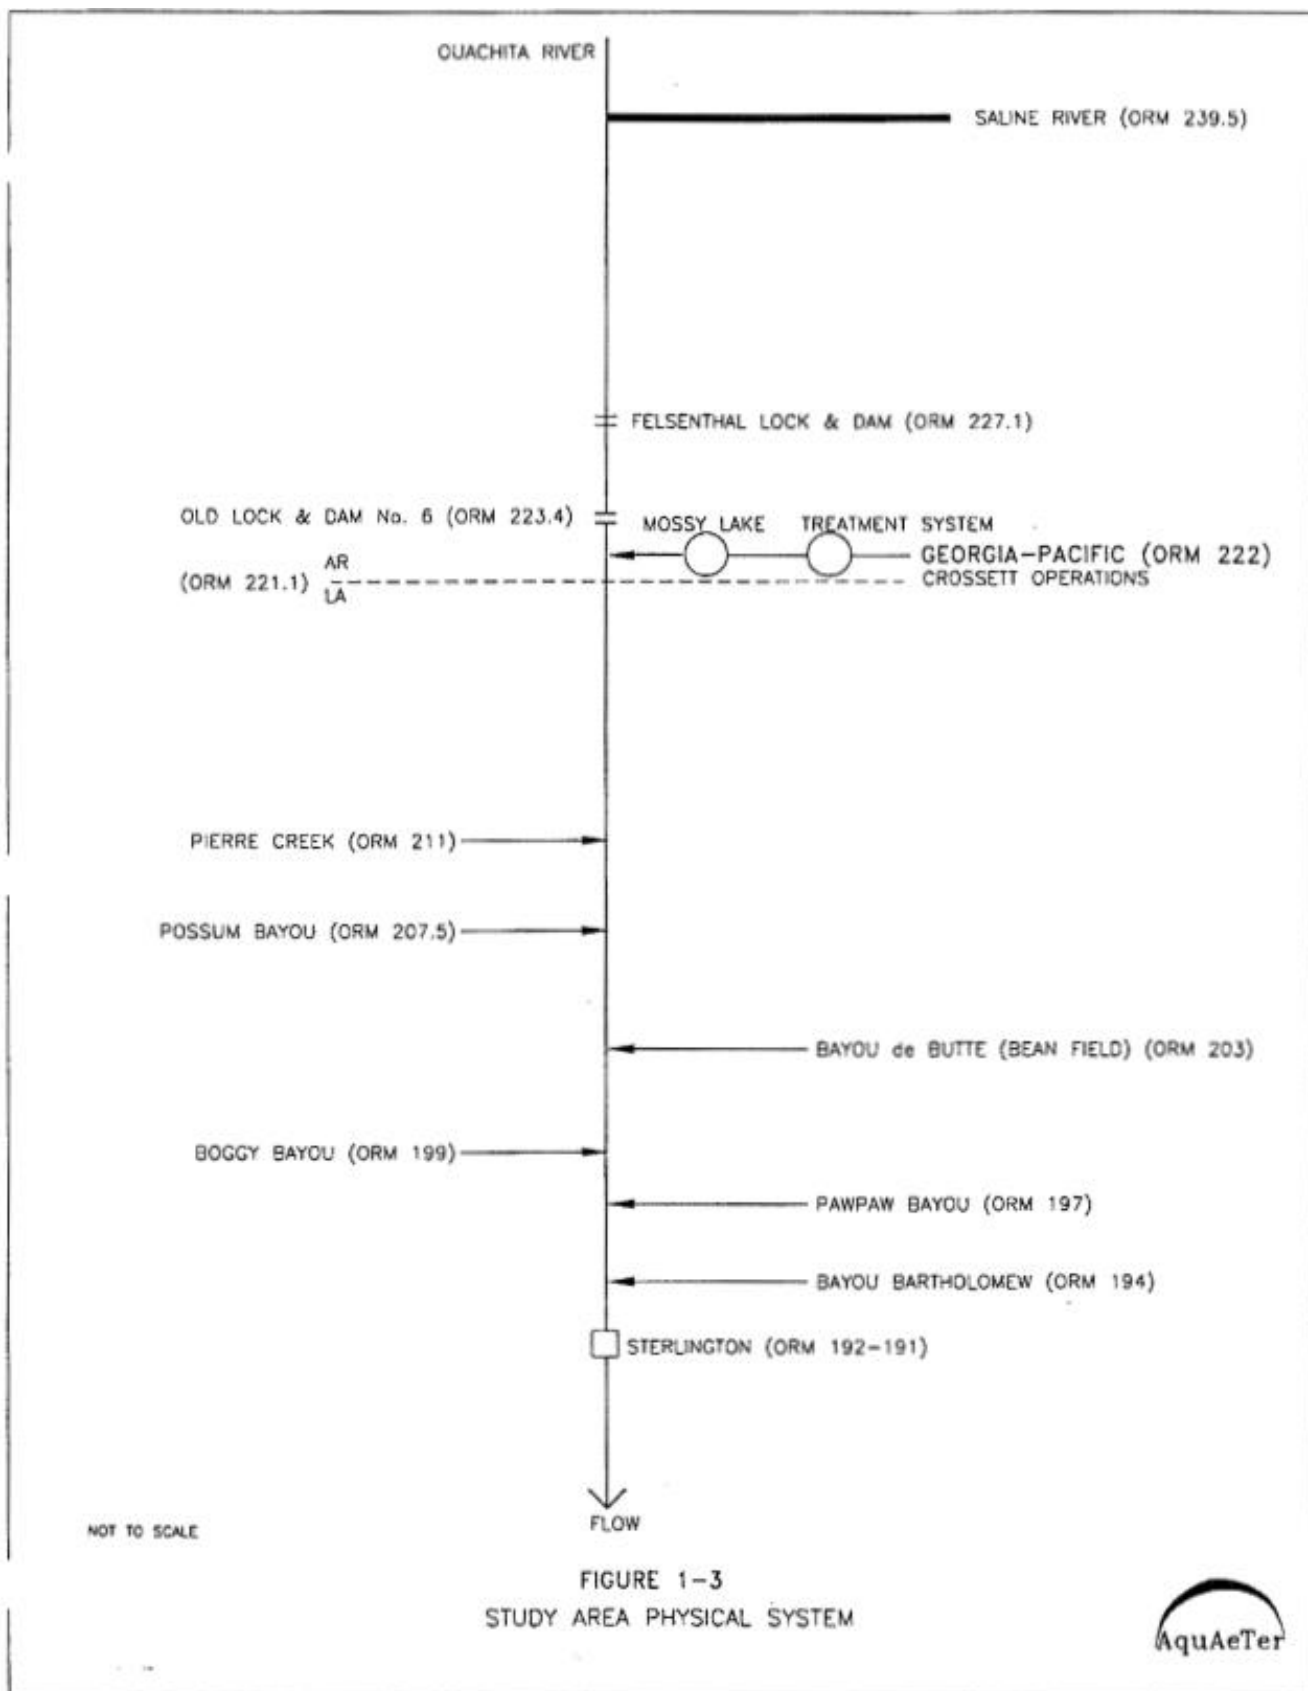 OUACHITA RIVER
SALINE RIVER (ORM 239.5)
FELSENTHAL LOCK & DAM (ORM 227.1)
OLD LOCK & DAM No. 6 (ORM 223.4)
MOSSY LAKE TREATMENT SYSTEM
GEORGIA-PACIFIC (ORM 222)
CROSSETT OPERATIONS
AR
(ORM 221.1)
LA
PIERRE CREEK (ORM 211)
POSSUM BAYOU (ORM 207.5)
BAYOU de BUTTE (BEAN FIELD) (ORM 203)
BOGGY BAYOU (ORM 199)
PAWPAW BAYOU (ORM 197)
BAYOU BARTHOLOMEW (ORM 194)
STERLINGTON (ORM 192-191)
FLOW
NOT TO SCALE
FIGURE 1-3
STUDY AREA PHYSICAL SYSTEM
AquAeTer